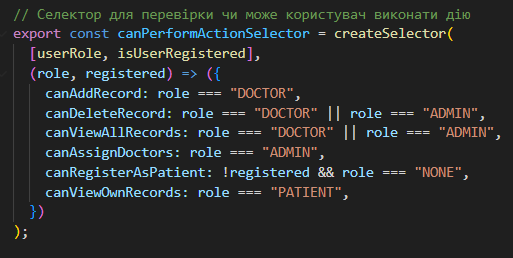 // Селектор для перевірки чи може користувач виконати дію
export const canPerformActionSelector = createSelector(
  [userRole, isUserRegistered],
  (role, registered) => ({
    canAddRecord: role === "DOCTOR",
    canDeleteRecord: role === "DOCTOR" || role === "ADMIN",
    canViewAllRecords: role === "DOCTOR" || role === "ADMIN",
    canAssignDoctors: role === "ADMIN",
    canRegisterAsPatient: !registered && role === "NONE",
    canViewOwnRecords: role === "PATIENT",
  })
);